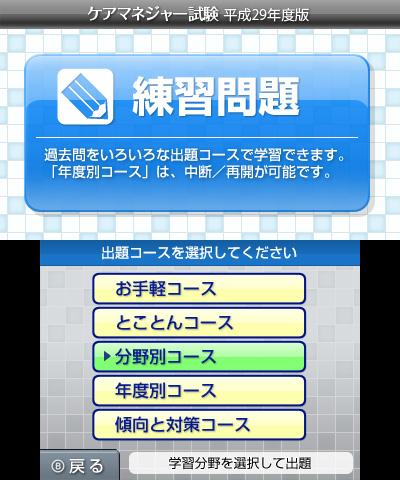 ケアマネジャー試験 平成29年度版
練習問題
過去問をいろいろな出題コースで学習できます。
「年度別コース」は、中断／再開が可能です。
出題コースを選択してください
お手軽コース
とことんコース
分野別コース
年度別コース
傾向と対策コース
Ⓑ戻る
学習分野を選択して出題